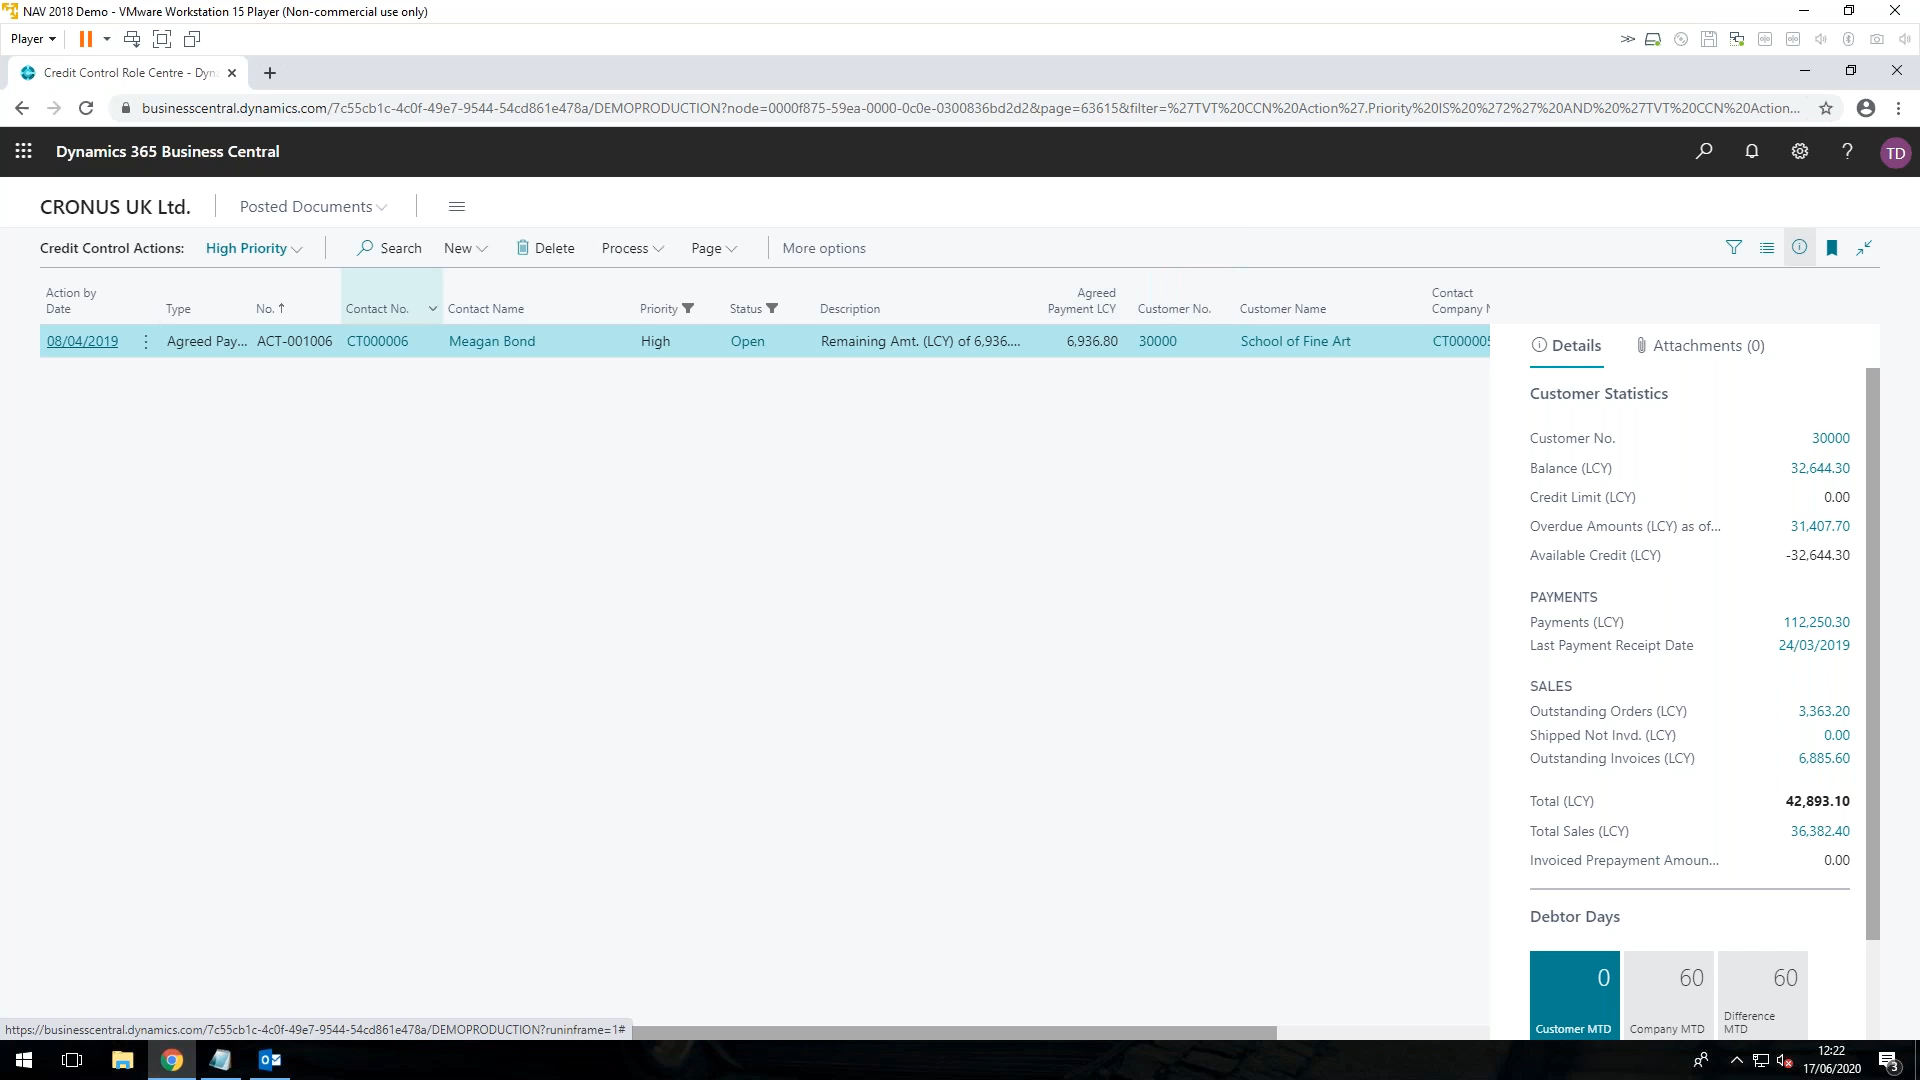 NAV 2018 Demo - VMware Workstation 15 Player (Non-commercial use only)
Player
Credit Control Role Centre - Dyn
businesscentral.dynamics.com/7c55cb1c-4c0f-49e7-9544-54cd861e478a/DEMOPRODUCTION?node=0000f875-59ea-0000-0c0e-0300836bd2d2&page=63615&filter=%27TVT%20CCN%20Action%27.Priority%20IS%20%272%27%20AND%20%27TVT%20CCN%20Action...
Dynamics 365 Business Central
TD
CRONUS UK Ltd. Posted Documents
Credit Control Actions: High Priority Search New Delete Process Page More options
Action by Date Type No. ↑ Contact No. Contact Name Priority Status Description Agreed Payment LCY Customer No. Customer Name Contact Company N
08/04/2019 Agreed Pay... ACT-001006 CT000006 Meagan Bond High Open Remaining Amt. (LCY) of 6,936.... 6,936.80 30000 School of Fine Art CT000005
Details Attachments (0)
Customer Statistics
Customer No. 30000
Balance (LCY) 32,644.30
Credit Limit (LCY) 0.00
Overdue Amounts (LCY) as of... 31,407.70
Available Credit (LCY) -32,644.30
PAYMENTS
Payments (LCY) 112,250.30
Last Payment Receipt Date 24/03/2019
SALES
Outstanding Orders (LCY) 3,363.20
Shipped Not Invd. (LCY) 0.00
Outstanding Invoices (LCY) 6,885.60
Total (LCY) 42,893.10
Total Sales (LCY) 36,382.40
Invoiced Prepayment Amoun... 0.00
Debtor Days
0 60 60
Customer MTD Company MTD Difference MTD
https://businesscentral.dynamics.com/7c55cb1c-4c0f-49e7-9544-54cd861e478a/DEMOPRODUCTION?runinframe=1#
12:22
17/06/2020
3